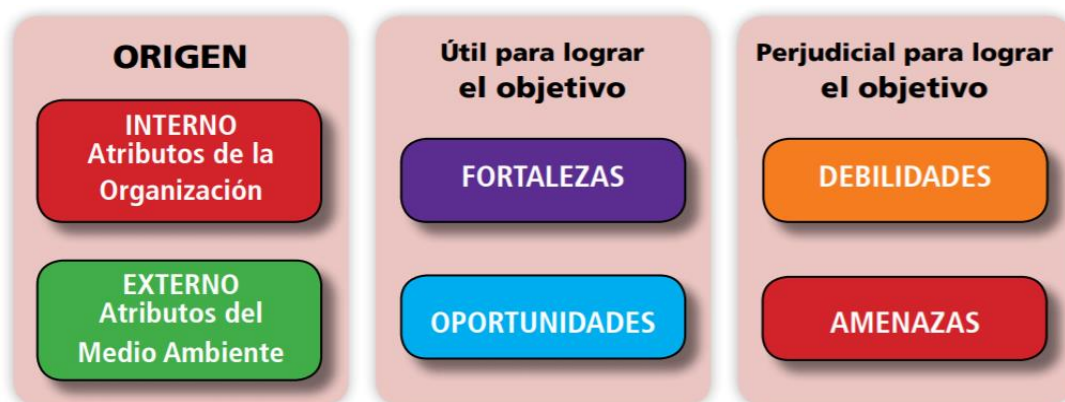 ORIGEN
INTERNO
Atributos de la
Organización
EXTERNO
Atributos del
Medio Ambiente
Útil para lograr
el objetivo
FORTALEZAS
OPORTUNIDADES
Perjudicial para lograr
el objetivo
DEBILIDADES
AMENAZAS